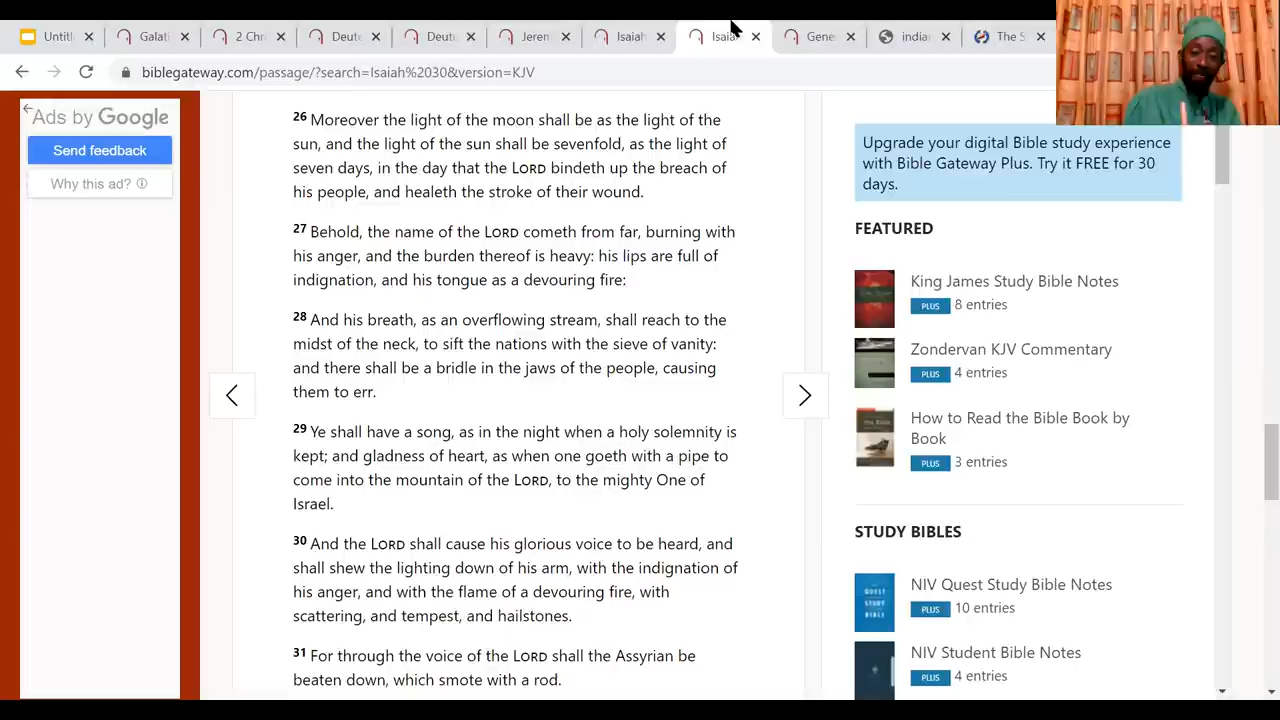 Untitl
Galati
2 Chr
Deute
Deute
Jerem
Isaiah
Isaia
Gene
indian
The S
biblegateway.com/passage/?search=Isaiah%2030&version=KJV
Ads by Google
Send feedback
Why this ad?
26 Moreover the light of the moon shall be as the light of the
sun, and the light of the sun shall be sevenfold, as the light of
seven days, in the day that the LORD bindeth up the breach of
his people, and healeth the stroke of their wound.
27 Behold, the name of the LORD cometh from far, burning with
his anger, and the burden thereof is heavy: his lips are full of
indignation, and his tongue as a devouring fire:
28 And his breath, as an overflowing stream, shall reach to the
midst of the neck, to sift the nations with the sieve of vanity:
and there shall be a bridle in the jaws of the people, causing
them to err.
29 Ye shall have a song, as in the night when a holy solemnity is
kept; and gladness of heart, as when one goeth with a pipe to
come into the mountain of the LORD, to the mighty One of
Israel.
30 And the LORD shall cause his glorious voice to be heard, and
shall shew the lighting down of his arm, with the indignation of
his anger, and with the flame of a devouring fire, with
scattering, and tempest, and hailstones.
31 For through the voice of the LORD shall the Assyrian be
beaten down, which smote with a rod.
Upgrade your digital Bible study experience
with Bible Gateway Plus. Try it FREE for 30
days.
FEATURED
King James Study Bible Notes
PLUS 8 entries
Zondervan KJV Commentary
PLUS 4 entries
How to Read the Bible Book by
Book
PLUS 3 entries
STUDY BIBLES
NIV Quest Study Bible Notes
PLUS 10 entries
NIV Student Bible Notes
PLUS 4 entries